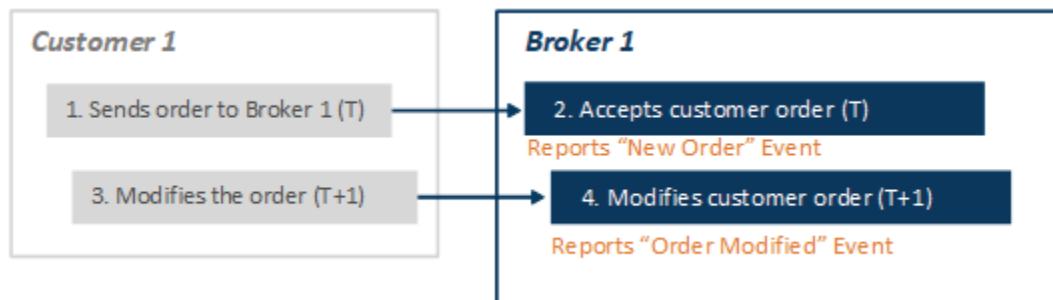 Customer 1
Broker 1
1. Sends order to Broker 1 (T)
2. Accepts customer order (T)
Reports “New Order” Event
3. Modifies the order (T+1)
4. Modifies customer order (T+1)
Reports “Order Modified” Event